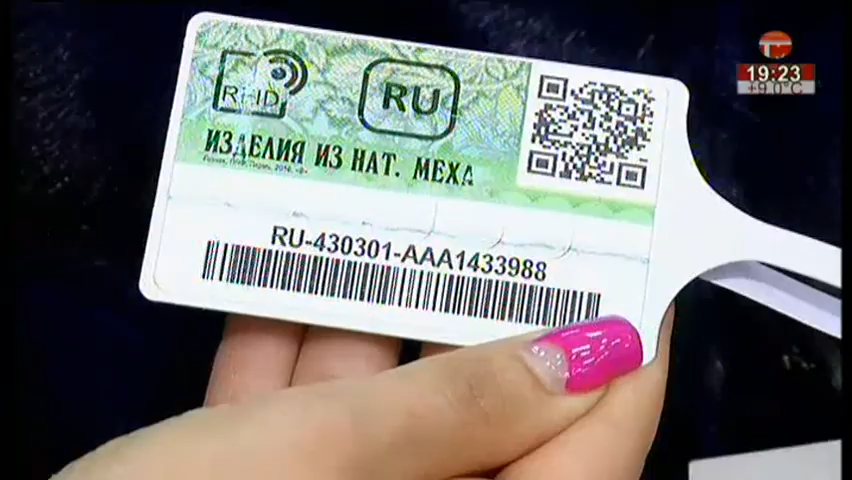 RFID
RU
ИЗДЕЛИЯ ИЗ НАТ. МЕХА
RU-430301-AAA1433988
19:23
+9.0°C